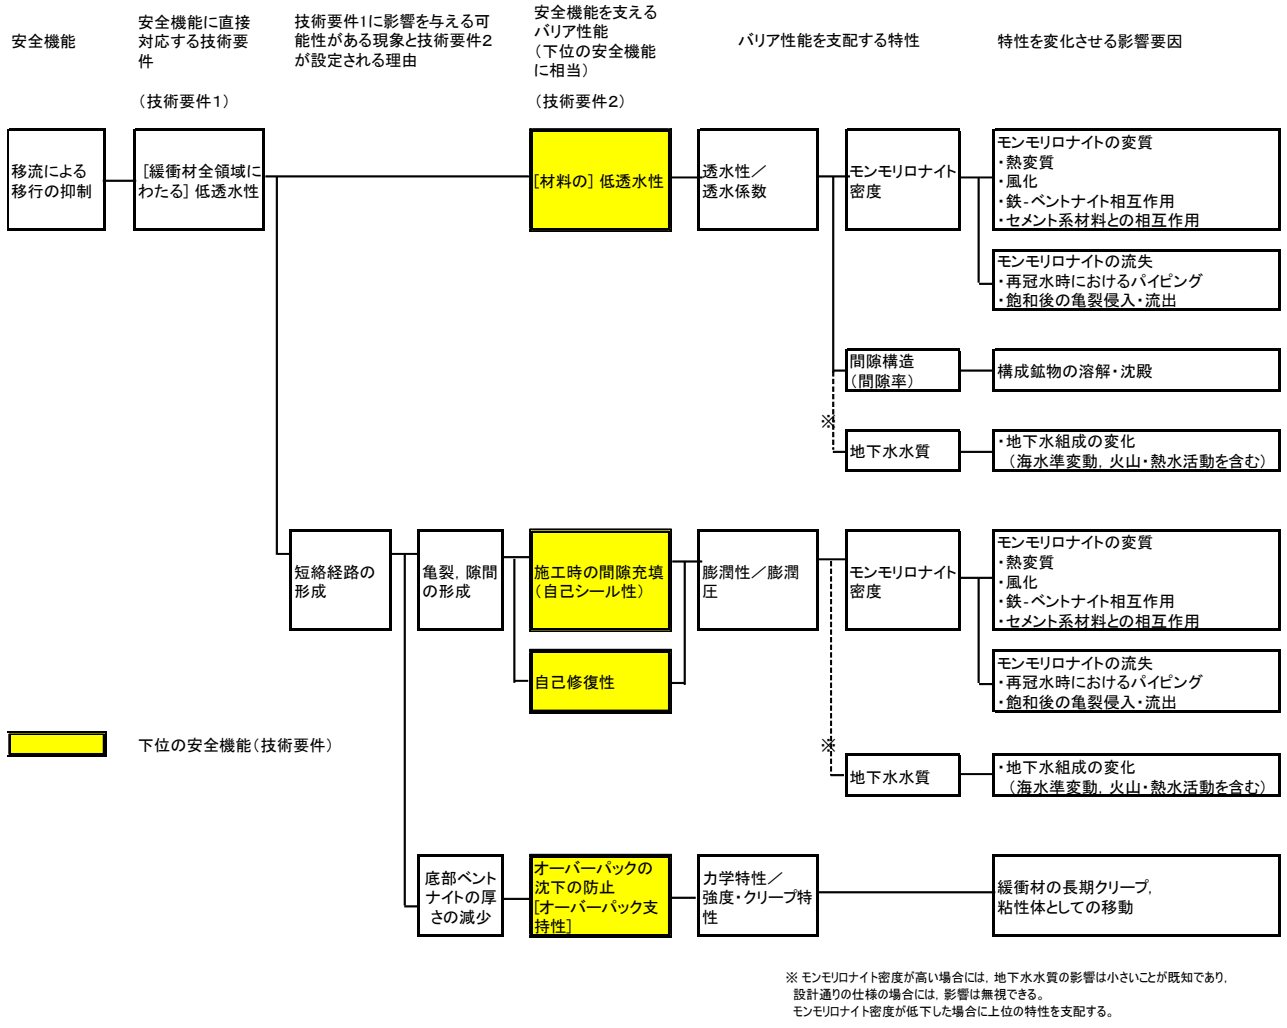 安全機能
安全機能に直接
対応する技術要
件
（技術要件１）
技術要件1に影響を与える可
能性がある現象と技術要件２
が設定される理由
安全機能を支える
バリア性能
（下位の安全機能
に相当）
（技術要件２）
バリア性能を支配する特性
特性を変化させる影響要因
移流による
移行の抑制
[緩衝材全領域に
わたる] 低透水性
[材料の] 低透水性
透水性／
透水係数
モンモリロナイト
密度
モンモリロナイトの変質
・熱変質
・風化
・鉄-ベントナイト相互作用
・セメント系材料との相互作用
モンモリロナイトの流失
・再冠水時におけるパイピング
・飽和後の亀裂侵入・流出
間隙構造
（間隙率）
構成鉱物の溶解・沈殿
※
地下水水質
・地下水組成の変化
（海水準変動，火山・熱水活動を含む）
短絡経路の
形成
亀裂，隙間
の形成
施工時の間隙充填
（自己シール性）
膨潤性／膨潤
圧
モンモリロナイト
密度
モンモリロナイトの変質
・熱変質
・風化
・鉄-ベントナイト相互作用
・セメント系材料との相互作用
自己修復性
モンモリロナイトの流失
・再冠水時におけるパイピング
・飽和後の亀裂侵入・流出
下位の安全機能（技術要件）
※
地下水水質
・地下水組成の変化
（海水準変動，火山・熱水活動を含む）
底部ベント
ナイトの厚
さの減少
オーバーパックの
沈下の防止
[オーバーパック支
持性]
力学特性／
強度・クリープ特
性
緩衝材の長期クリープ，
粘性体としての移動
※ モンモリロナイト密度が高い場合には，地下水水質の影響は小さいことが既知であり，
設計通りの仕様の場合には，影響は無視できる。
モンモリロナイト密度が低下した場合に上位の特性を支配する。